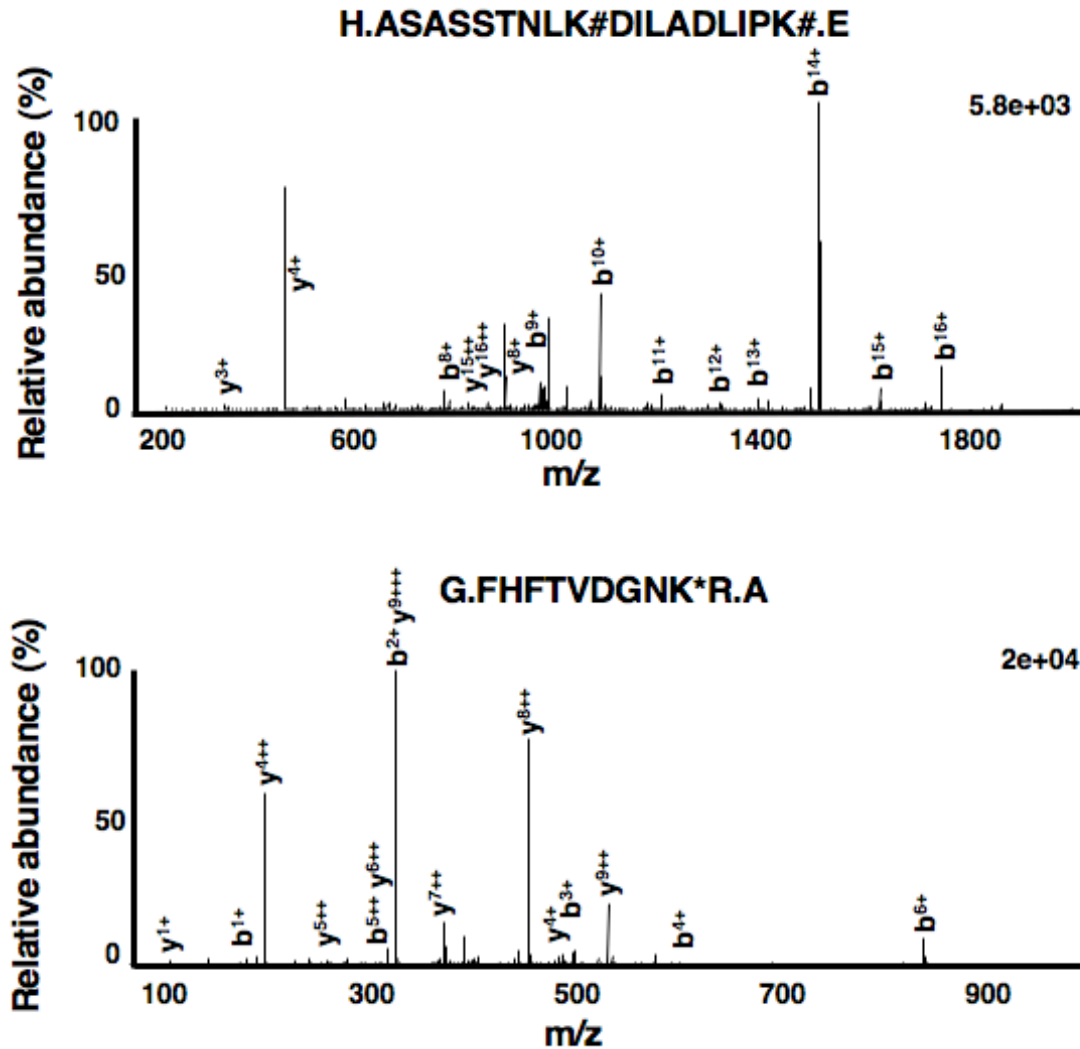 H.ASASSTNLK#DILADLIPK#.E
5.8e+03
Relative abundance (%)
100
50
0
y3+
y4+
b8+
y15++
y16++
y8+
b9+
b10+
b11+
b12+
b13+
b14+
b15+
b16+
200 600 1000 1400 1800
m/z
G.FHFTVDGNK*R.A
2e+04
Relative abundance (%)
100
50
0
y1+
b1+
y4++
y5++
b5++ y6++
b2+ y9+++
y7++
y8++
y4+
b3+
y9++
b4+
b6+
100 300 500 700 900
m/z